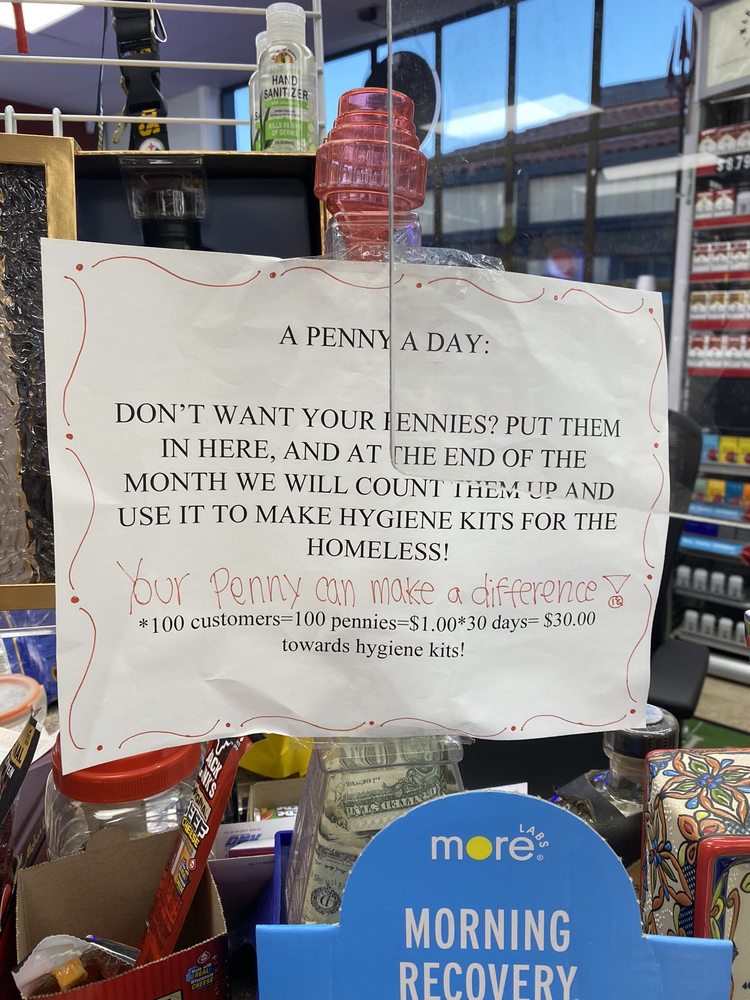 HAND
SANITIZER
A PENNY A DAY:
DON'T WANT YOUR PENNIES? PUT THEM
IN HERE, AND AT THE END OF THE
MONTH WE WILL COUNT THEM UP AND
USE IT TO MAKE HYGIENE KITS FOR THE
HOMELESS!
Your Penny can make a difference
*100 customers=100 pennies=$1.00*30 days= $30.00
towards hygiene kits!
more LABS
MORNING
RECOVERY